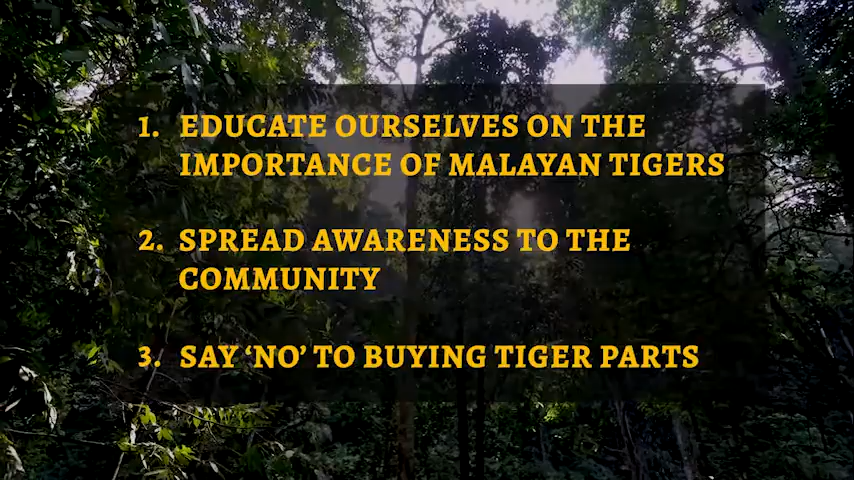 1. EDUCATE OURSELVES ON THE
IMPORTANCE OF MALAYAN TIGERS
2. SPREAD AWARENESS TO THE
COMMUNITY
3. SAY ‘NO’ TO BUYING TIGER PARTS